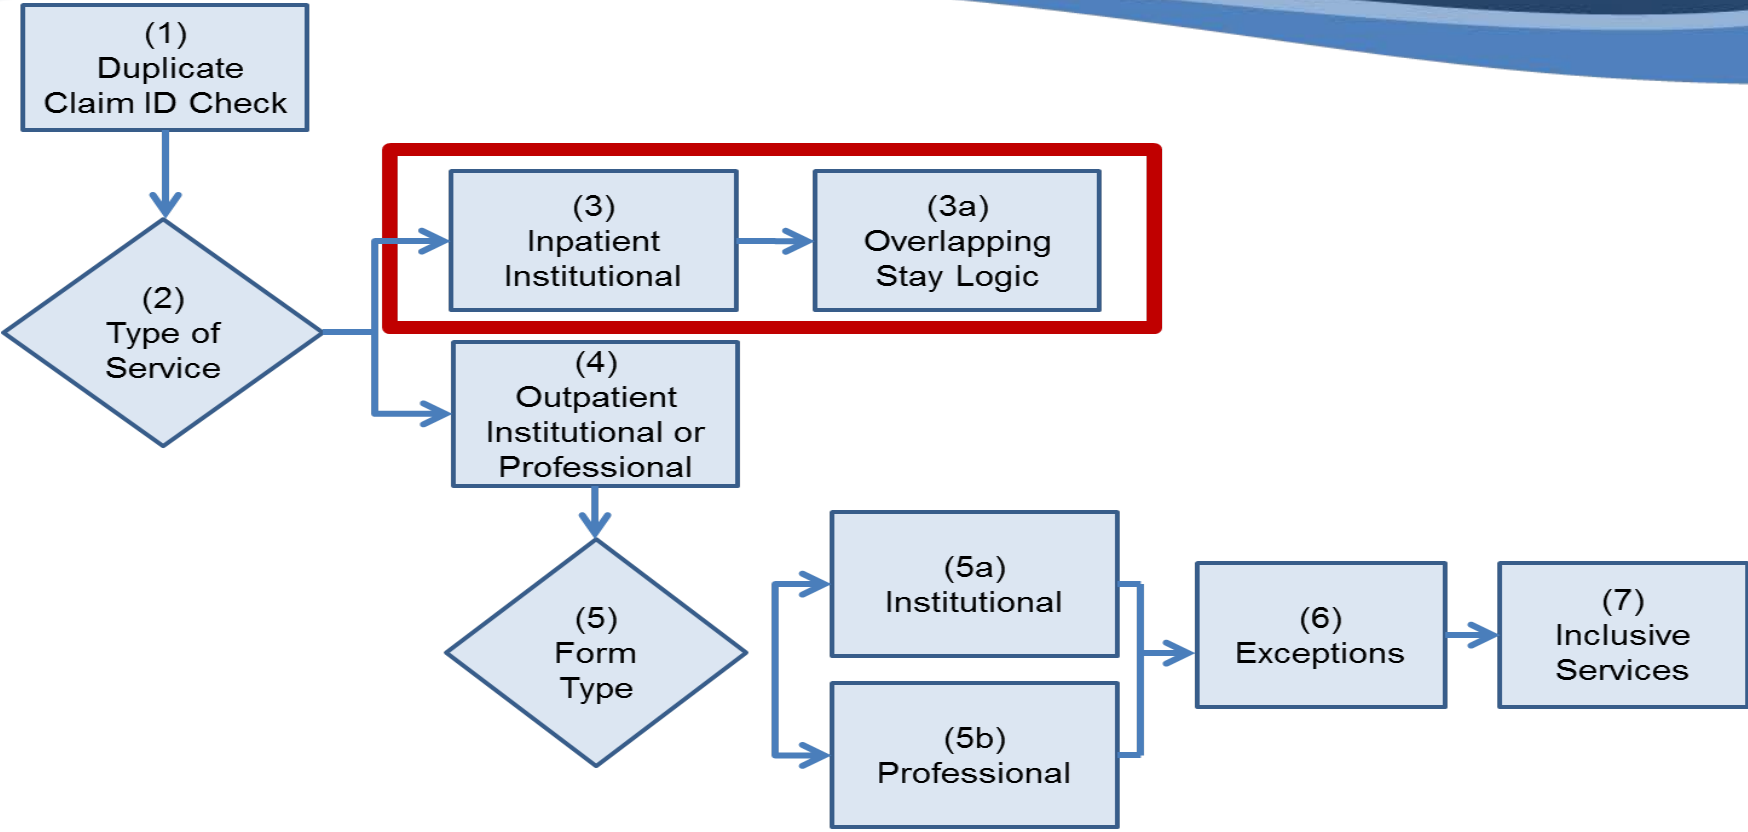 (1)
Duplicate
Claim ID Check
(2)
Type of
Service
(3)
Inpatient
Institutional
(3a)
Overlapping
Stay Logic
(4)
Outpatient
Institutional or
Professional
(5)
Form
Type
(5a)
Institutional
(5b)
Professional
(6)
Exceptions
(7)
Inclusive
Services